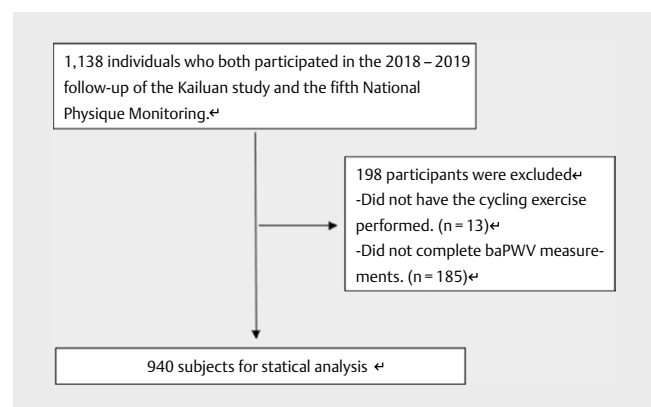 1,138 individuals who both participated in the 2018 – 2019
follow-up of the Kailuan study and the fifth National
Physique Monitoring.↵
198 participants were excluded↵
-Did not have the cycling exercise
performed. (n = 13)↵
-Did not complete baPWV measure-
ments. (n = 185)↵
940 subjects for statical analysis ↵